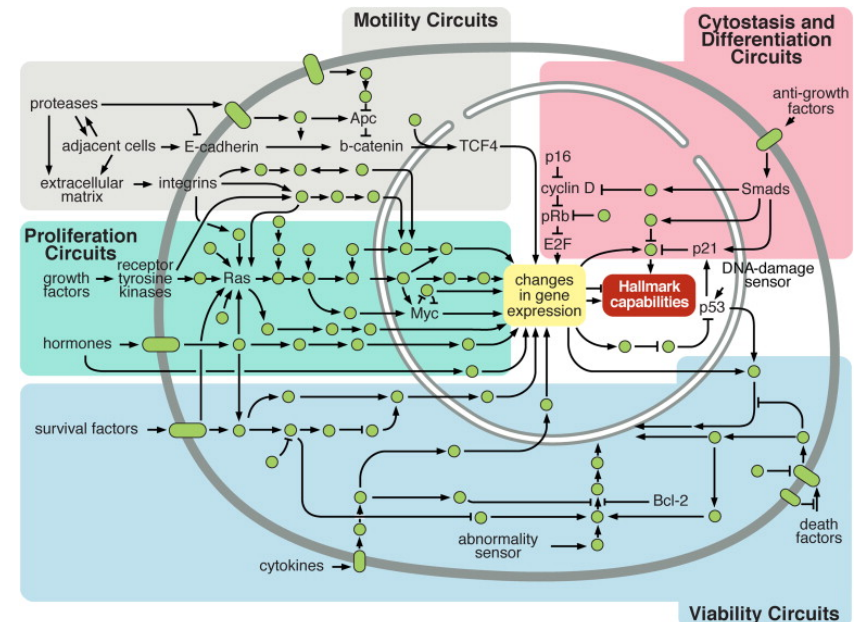 Motility Circuits
Cytostasis and
Differentiation
Circuits
proteases
Apc
anti-growth
factors
adjacent cells
E-cadherin
b-catenin
TCF4
p16
extracellular
matrix
integrins
cyclin D
Smads
pRb
E2F
p21
Proliferation
Circuits
growth
factors
receptor
tyrosine
kinases
Ras
changes
in gene
expression
Hallmark
capabilities
DNA-damage
sensor
p53
Myc
hormones
survival factors
Bcl-2
abnormality
sensor
death
factors
cytokines
Viability Circuits